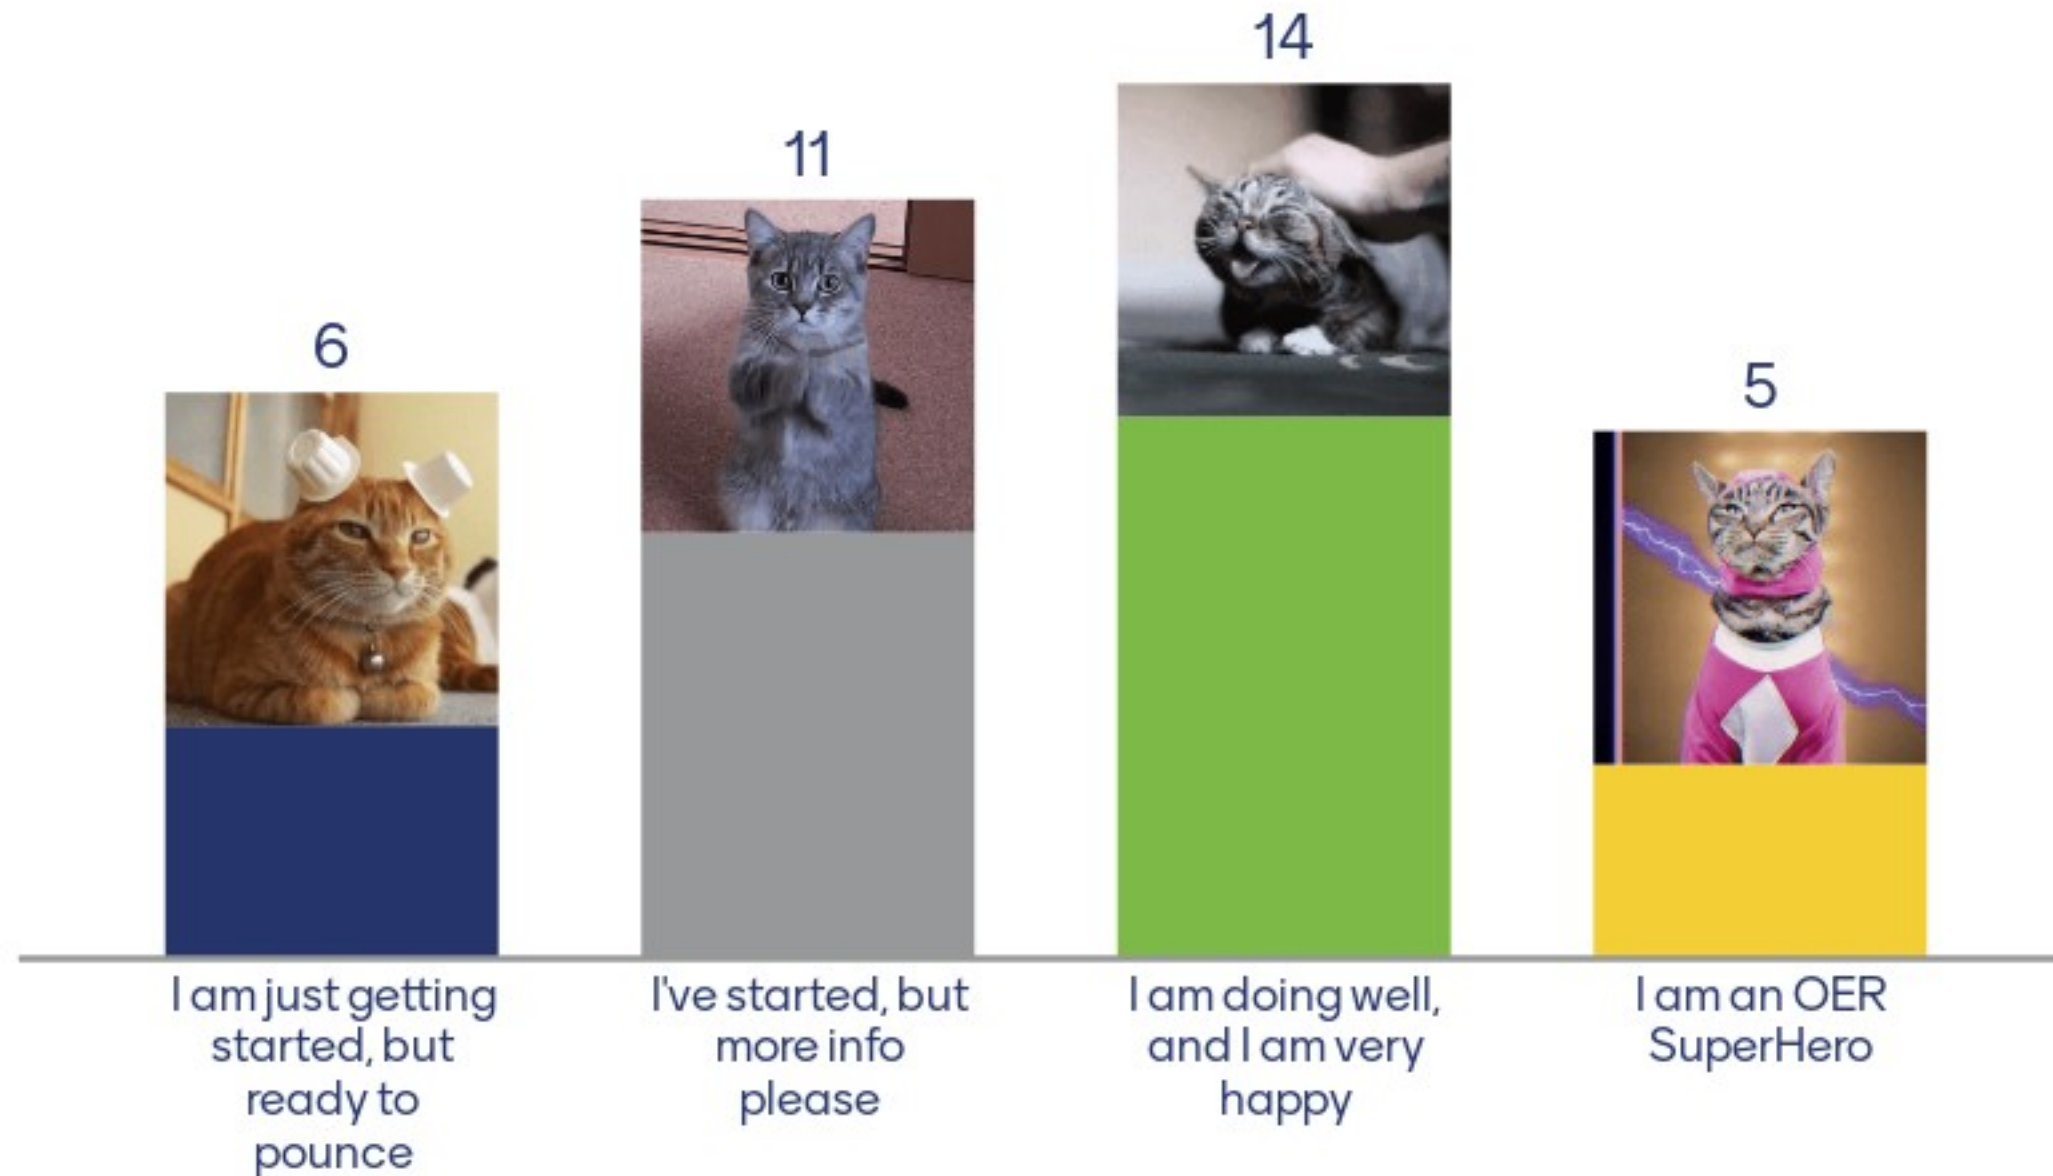 6
11
14
5
I am just getting
started, but
ready to
pounce
I've started, but
more info
please
I am doing well,
and I am very
happy
I am an OER
SuperHero